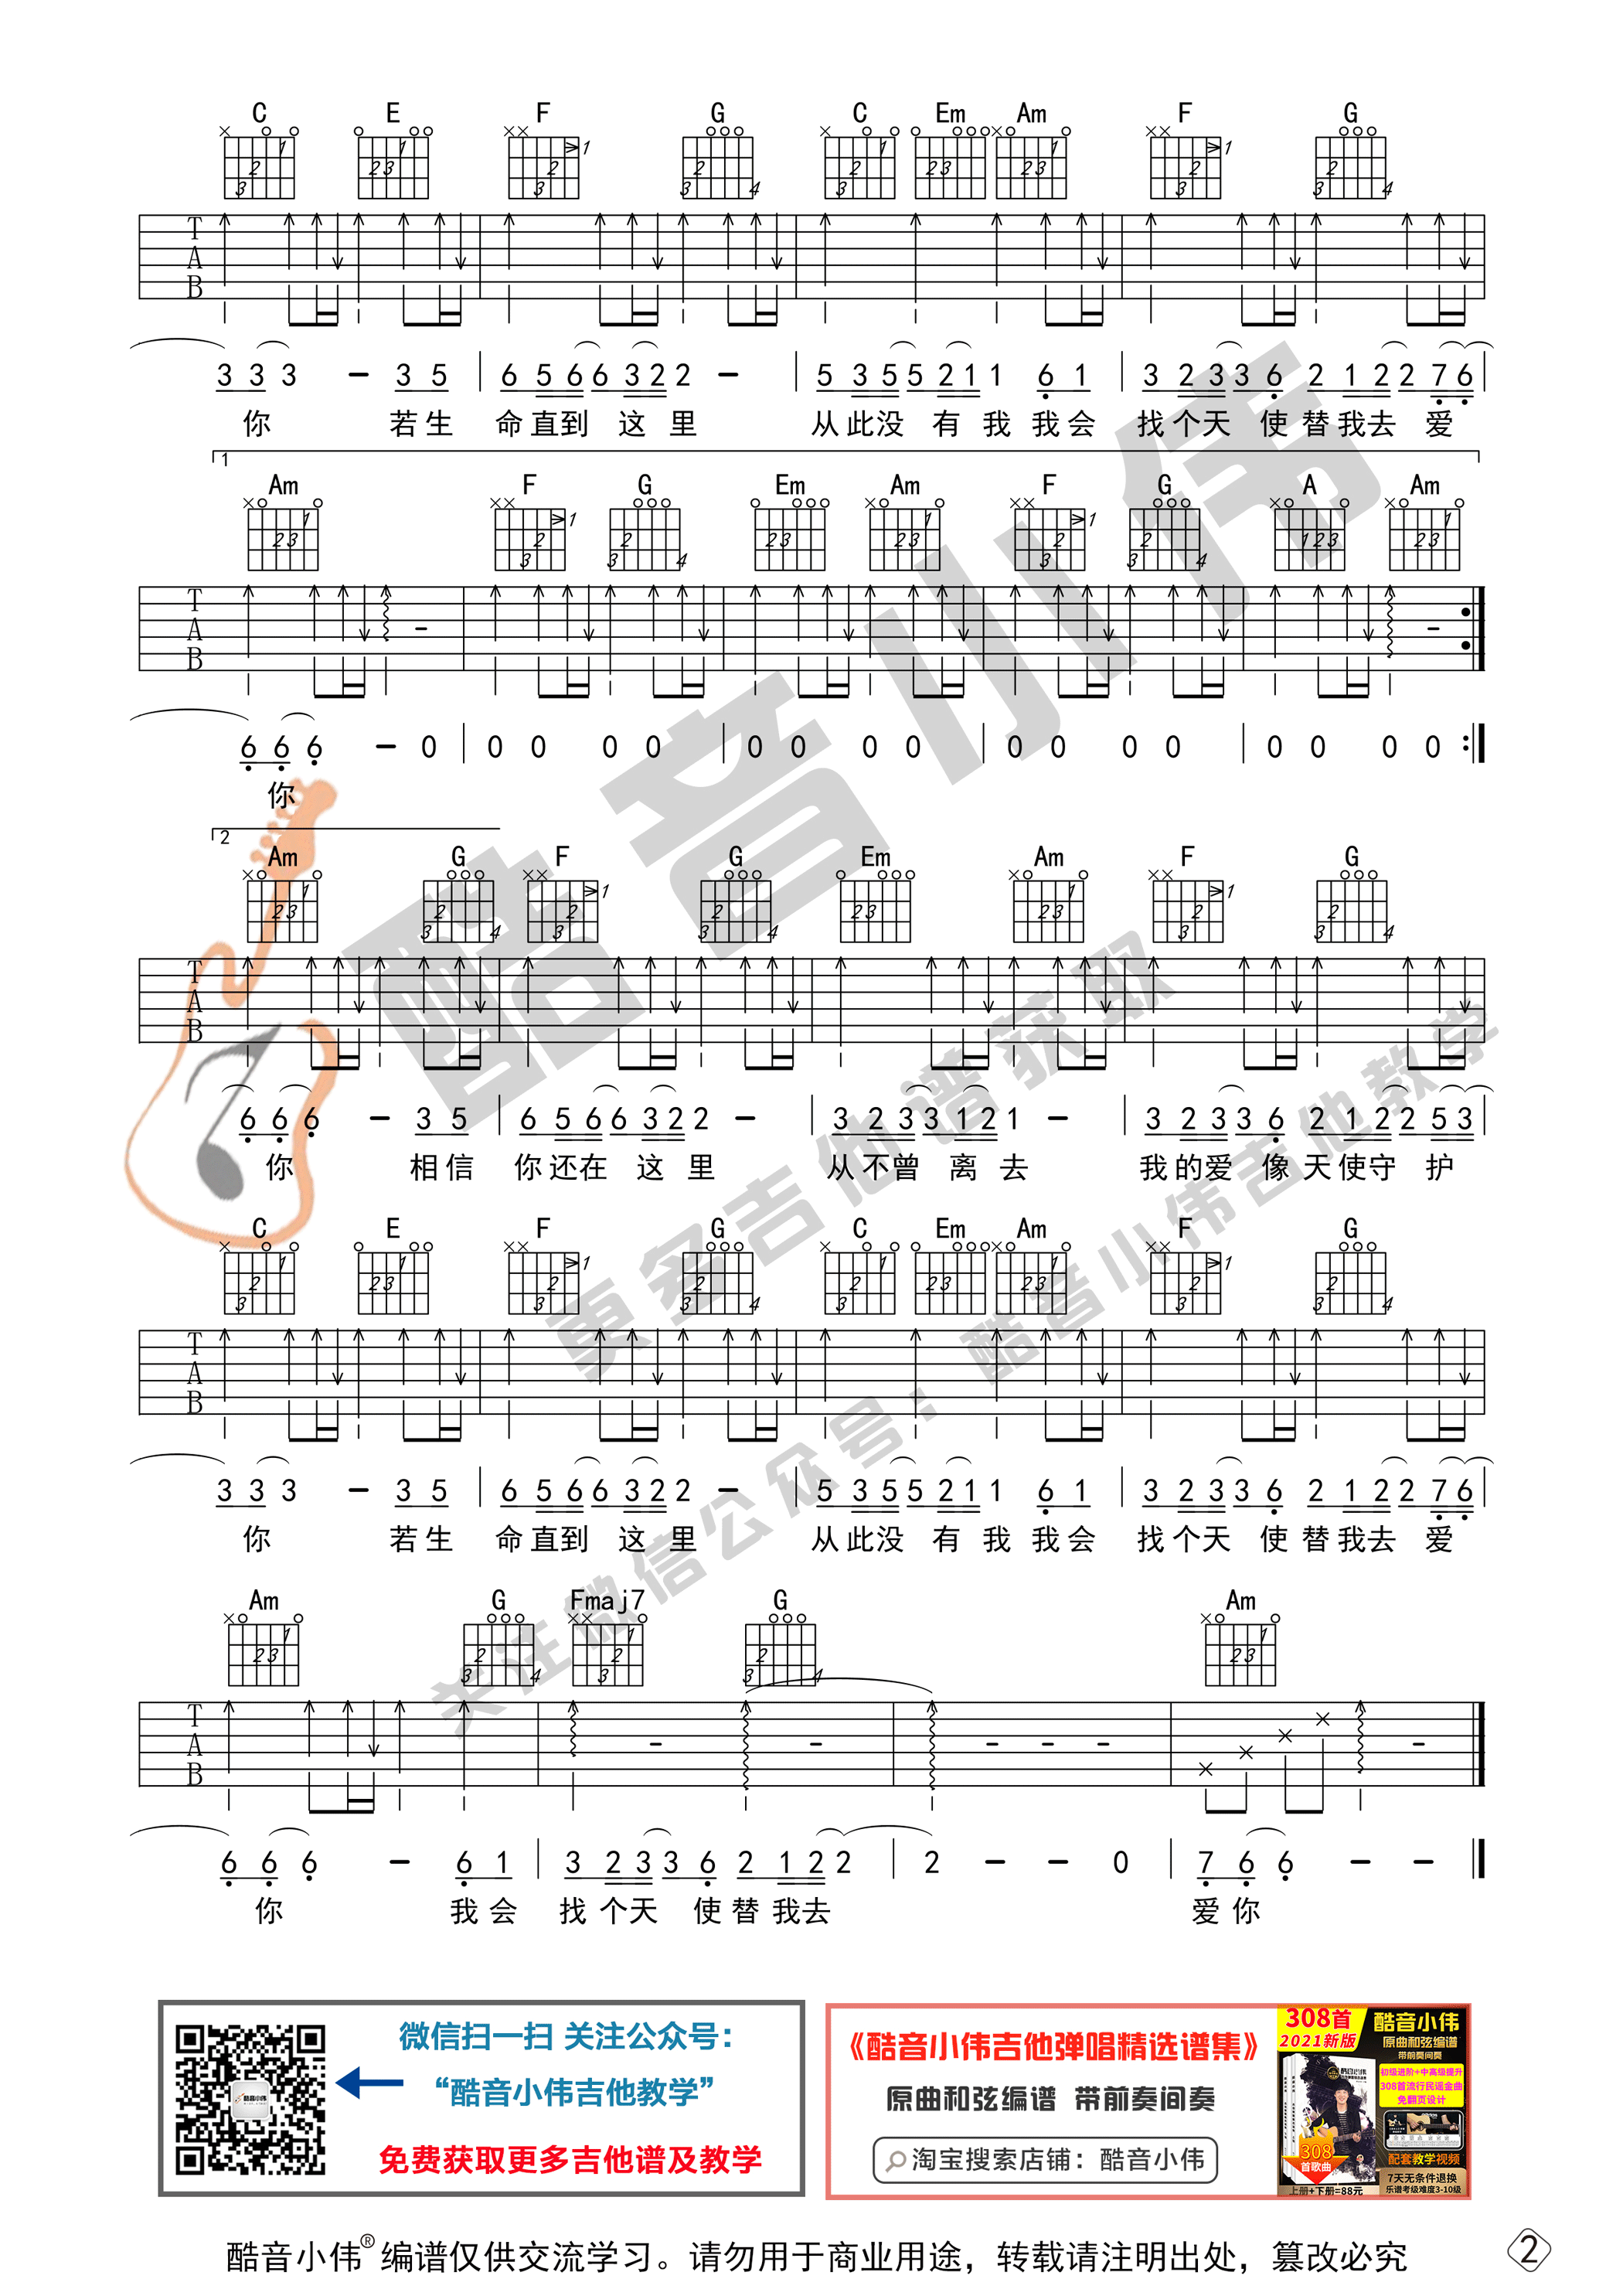 C E F G C Em Am F G
T
A
B
3 3 3 - 3 5 | 6 5 6 6 3 2 2 - | 5 3 5 5 2 1 1 6 1 | 3 2 3 3 6 2 1 2 2 7 6 |
你 若生 命直到 这里 从此没 有我 我会 找个天 使替我去 爱
1
Am F G Em Am F G A Am
T
A
B
6 6 6 - 0 | 0 0 0 0 | 0 0 0 0 | 0 0 0 0 | 0 0 0 0 :|
你
2
Am G F G Em Am F G
T
A
B
6 6 6 - 3 5 | 6 5 6 6 3 2 2 - | 3 2 3 3 1 2 1 - | 3 2 3 3 6 2 1 2 2 5 3 |
你 相信 你还在 这里 从不曾 离去 我的爱 像天使守 护
C E F G C Em Am F G
T
A
B
3 3 3 - 3 5 | 6 5 6 6 3 2 2 - | 5 3 5 5 2 1 1 6 1 | 3 2 3 3 6 2 1 2 2 7 6 |
你 若生 命直到 这里 从此没 有我 我会 找个天 使替我去 爱
Am G Fmaj7 G Am
T
A
B
6 6 6 - 6 1 | 3 2 3 3 6 2 1 2 2 | 2 - - 0 | 7 6 6 - -
你 我会 找个天 使替我去 爱你
酷音小伟
更多吉他谱获取
关注微信公众号：酷音小伟吉他教学
微信扫一扫 关注公众号：
“酷音小伟吉他教学”
免费获取更多吉他谱及教学
酷音小伟
《酷音小伟吉他弹唱精选谱集》
原曲和弦编谱 带前奏间奏
淘宝搜索店铺：酷音小伟
308首
2021新版
酷音小伟
原曲和弦编谱
带前奏间奏
初级进阶+中高级提升
308首流行民谣金曲
免翻页设计
308
首歌曲
配套教学视频
7天无条件退换
上册+下册=88元
乐谱考级难度3-10级
酷音小伟® 编谱仅供交流学习。请勿用于商业用途，转载请注明出处，篡改必究
2